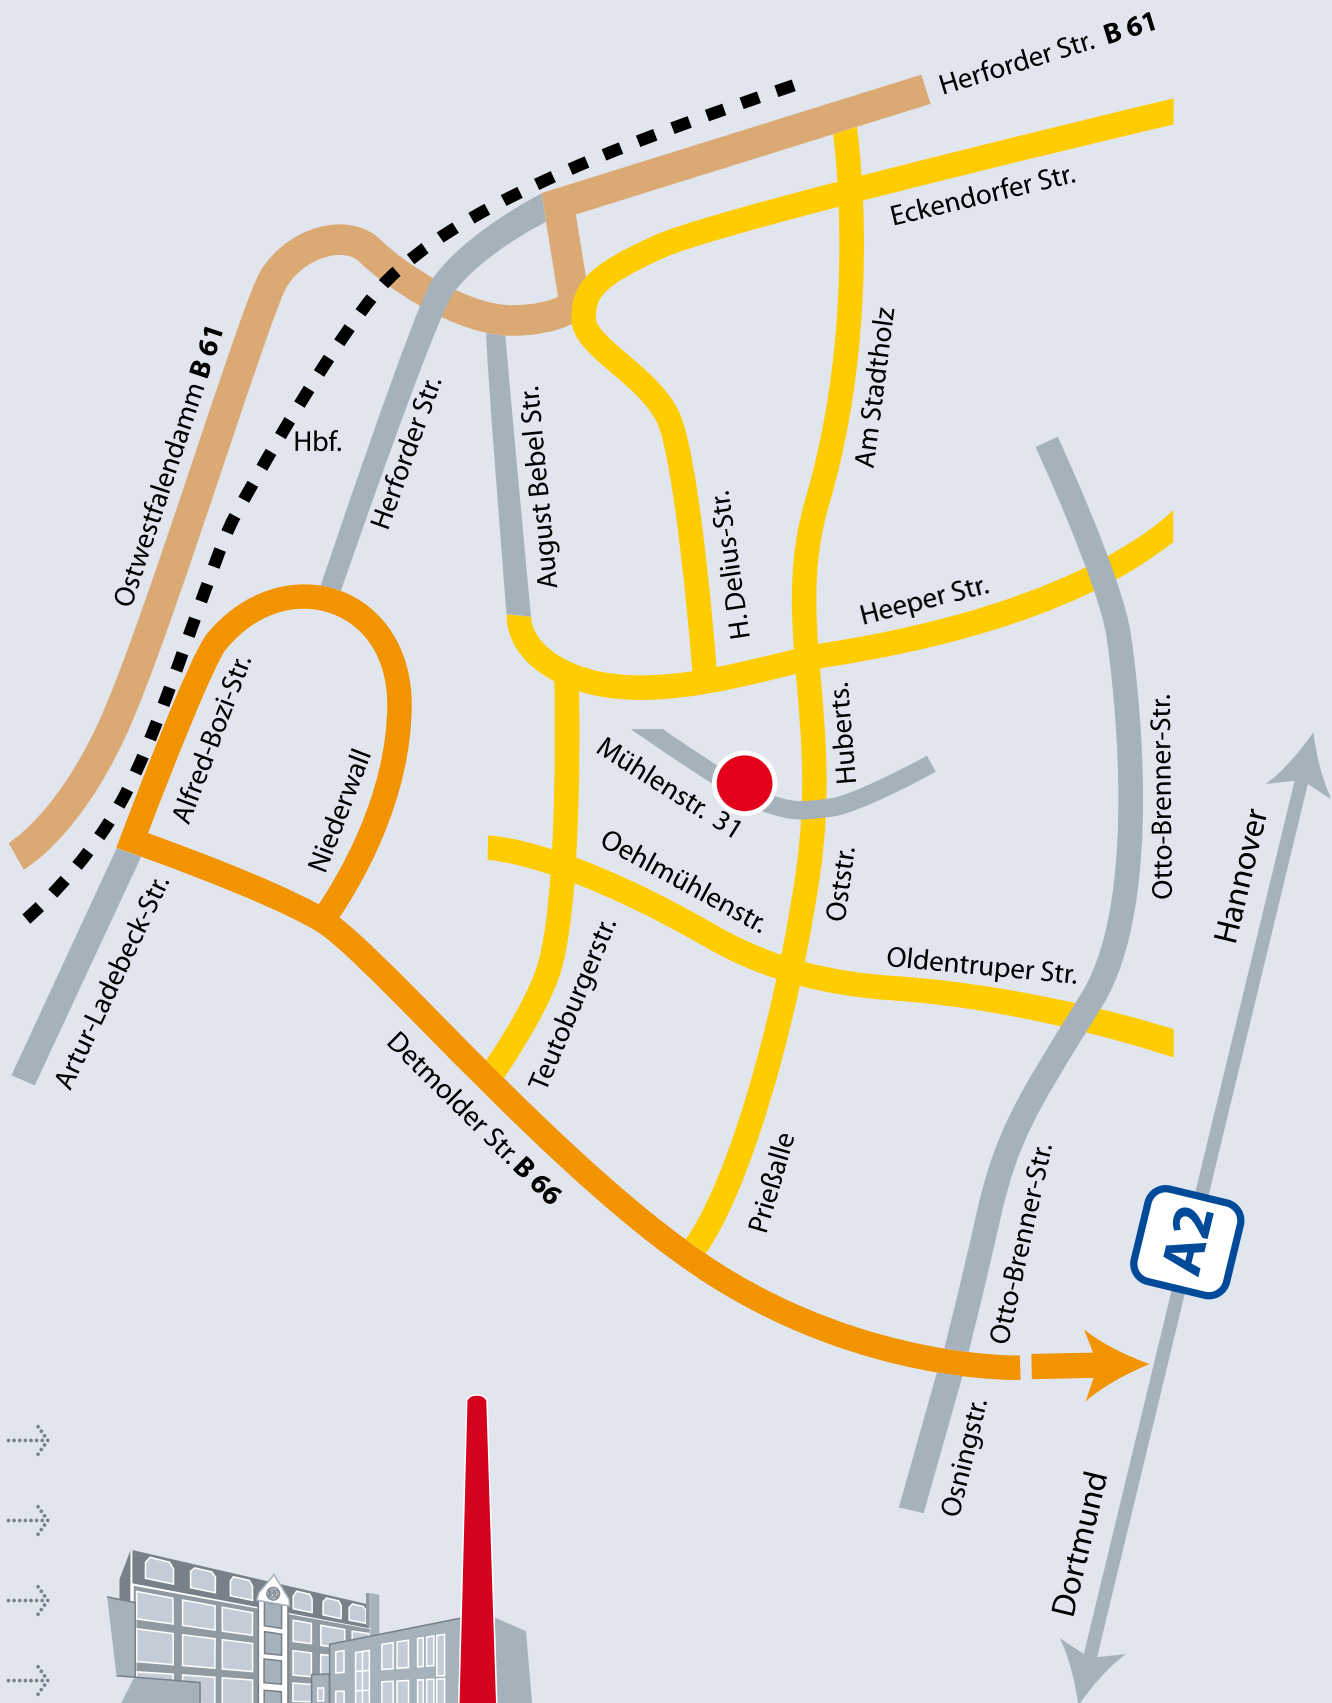 Herforder Str. B 61
Eckendorfer Str.
Ostwestfalendamm B 61
Am Stadtholz
Hbf.
Herforder Str.
August Bebel Str.
H.Delius-Str.
Heeper Str.
Alfred-Bozi-Str.
Niederwall
Huberts.
Mühlenstr. 31
Otto-Brenner-Str.
Hannover
Oehlmühlenstr.
Oststr.
Artur-Ladebeck-Str.
Teutoburgerstr.
Oldentruper Str.
Detmolder Str. B 66
Prießalle
Otto-Brenner-Str.
A2
Osningstr.
Dortmund